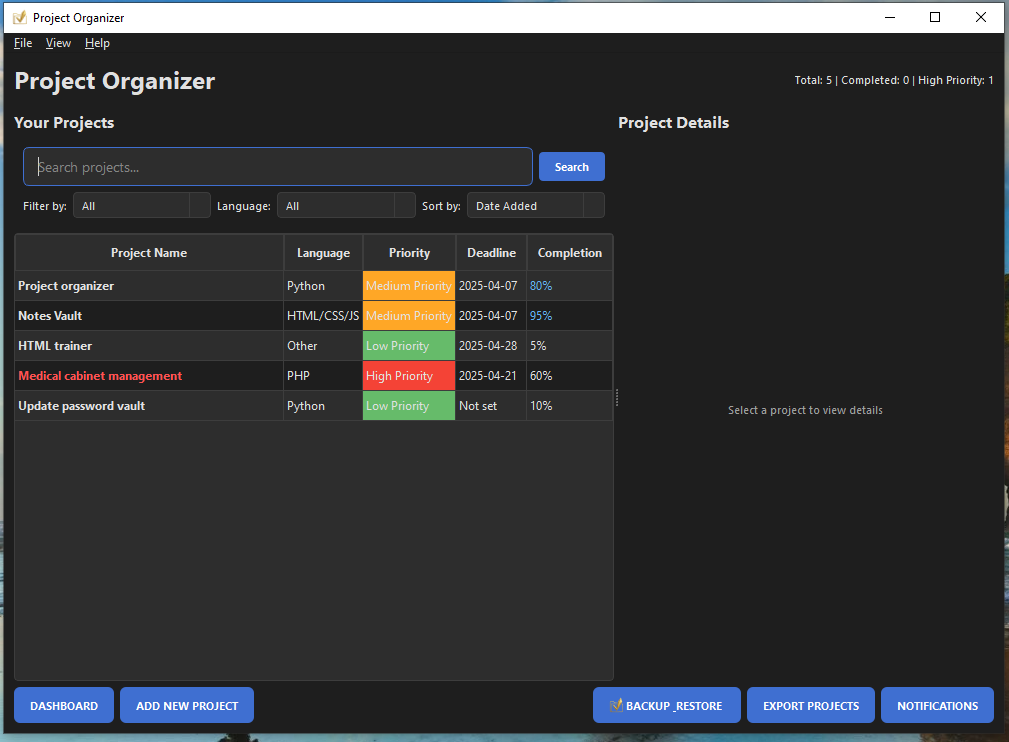 Project Organizer
File View Help
Project Organizer
Total: 5 | Completed: 0 | High Priority: 1
Your Projects
Project Details
Search projects...
Search
Filter by: All Language: All Sort by: Date Added
Project Name Language Priority Deadline Completion
Project organizer Python Medium Priority 2025-04-07 80%
Notes Vault HTML/CSS/JS Medium Priority 2025-04-07 95%
HTML trainer Other Low Priority 2025-04-28 5%
Medical cabinet management PHP High Priority 2025-04-21 60%
Update password vault Python Low Priority Not set 10%
Select a project to view details
DASHBOARD ADD NEW PROJECT BACKUP _RESTORE EXPORT PROJECTS NOTIFICATIONS